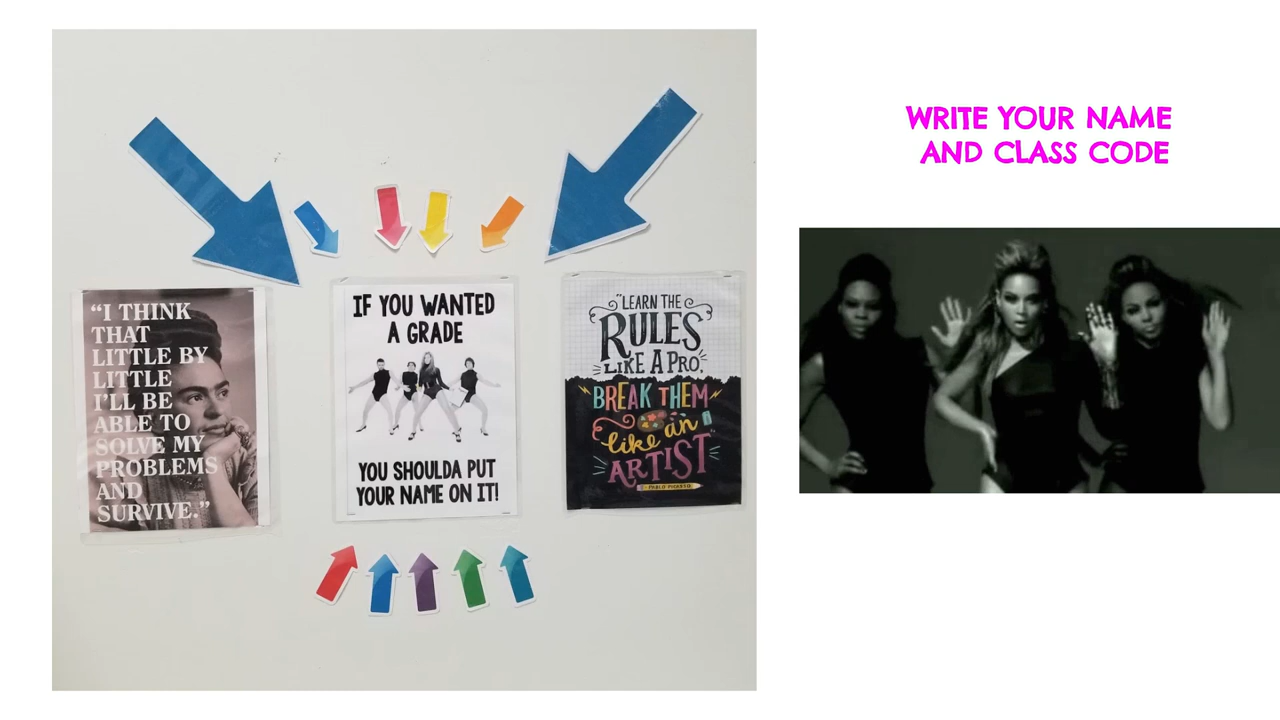 “I THINK
THAT
LITTLE BY
LITTLE
I’LL BE
ABLE TO
SOLVE MY
PROBLEMS
AND
SURVIVE.”
IF YOU WANTED
A GRADE
YOU SHOULDA PUT
YOUR NAME ON IT!
“LEARN THE
RULES
LIKE A PRO,
BREAK THEM
like an
ARTIST”
- PABLO PICASSO
WRITE YOUR NAME
AND CLASS CODE